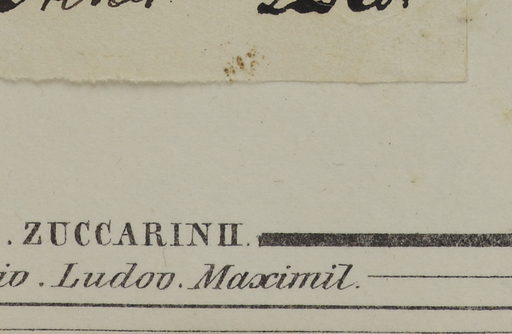 . ZUCCARINII.
io . Ludov. Maximil.